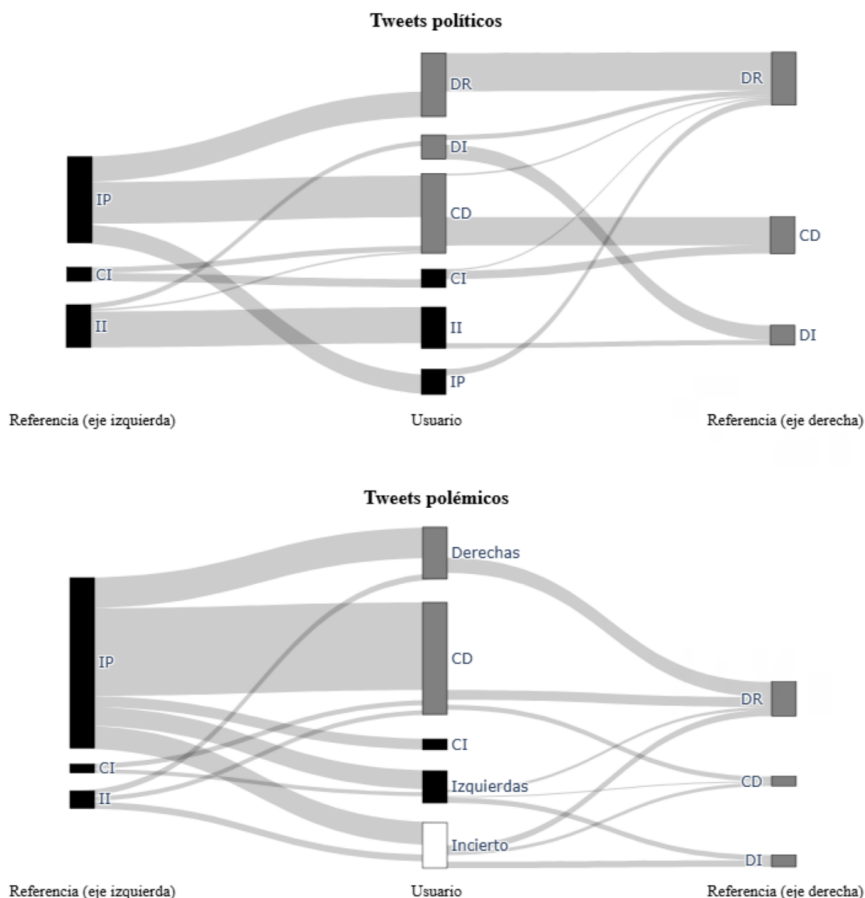 Tweets políticos
DR
DR
DI
IP
CD
CD
CI
CI
II
II
DI
IP
Referencia (eje izquierda)
Usuario
Referencia (eje derecha)
Tweets polémicos
Derechas
IP
CD
DR
CI
CI
Izquierdas
CD
II
Incierto
DI
Referencia (eje izquierda)
Usuario
Referencia (eje derecha)